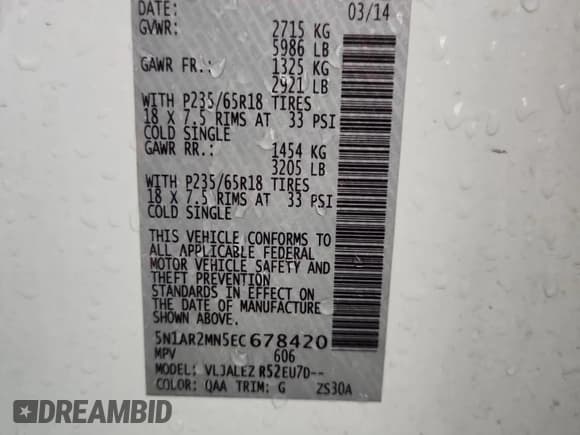 DATE: 03/14
GVWR: 2715 KG
5986 LB
GAWR FR.: 1325 KG
2921 LB
WITH P235/65R18 TIRES
18 X 7.5 RIMS AT 33 PSI
COLD SINGLE
GAWR RR.: 1454 KG
3205 LB
WITH P235/65R18 TIRES
18 X 7.5 RIMS AT 33 PSI
COLD SINGLE
THIS VEHICLE CONFORMS TO
ALL APPLICABLE FEDERAL
MOTOR VEHICLE SAFETY AND
THEFT PREVENTION
STANDARDS IN EFFECT ON
THE DATE OF MANUFACTURE
SHOWN ABOVE.
5N1AR2MN5EC678420
MPV 606
MODEL: VLJALEZ R52EU7D--
COLOR: QAA TRIM: G ZS30A
DREAMBID